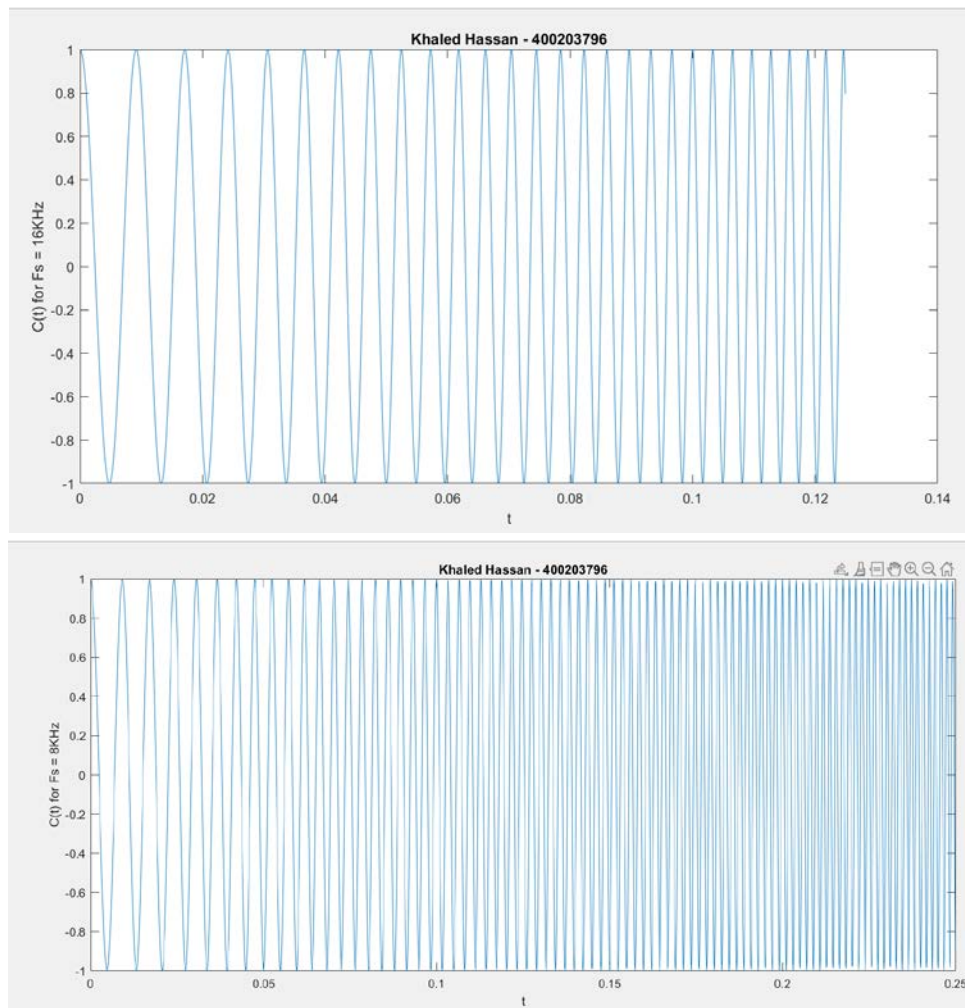 Khaled Hassan - 400203796
1
0.8
0.6
0.4
0.2
0
-0.2
-0.4
-0.6
-0.8
-1
C(t) for Fs = 16KHz
0 0.02 0.04 0.06 0.08 0.1 0.12 0.14
t
Khaled Hassan - 400203796
1
0.8
0.6
0.4
0.2
0
-0.2
-0.4
-0.6
-0.8
-1
C(t) for Fs = 8KHz
0 0.05 0.1 0.15 0.2 0.25
t